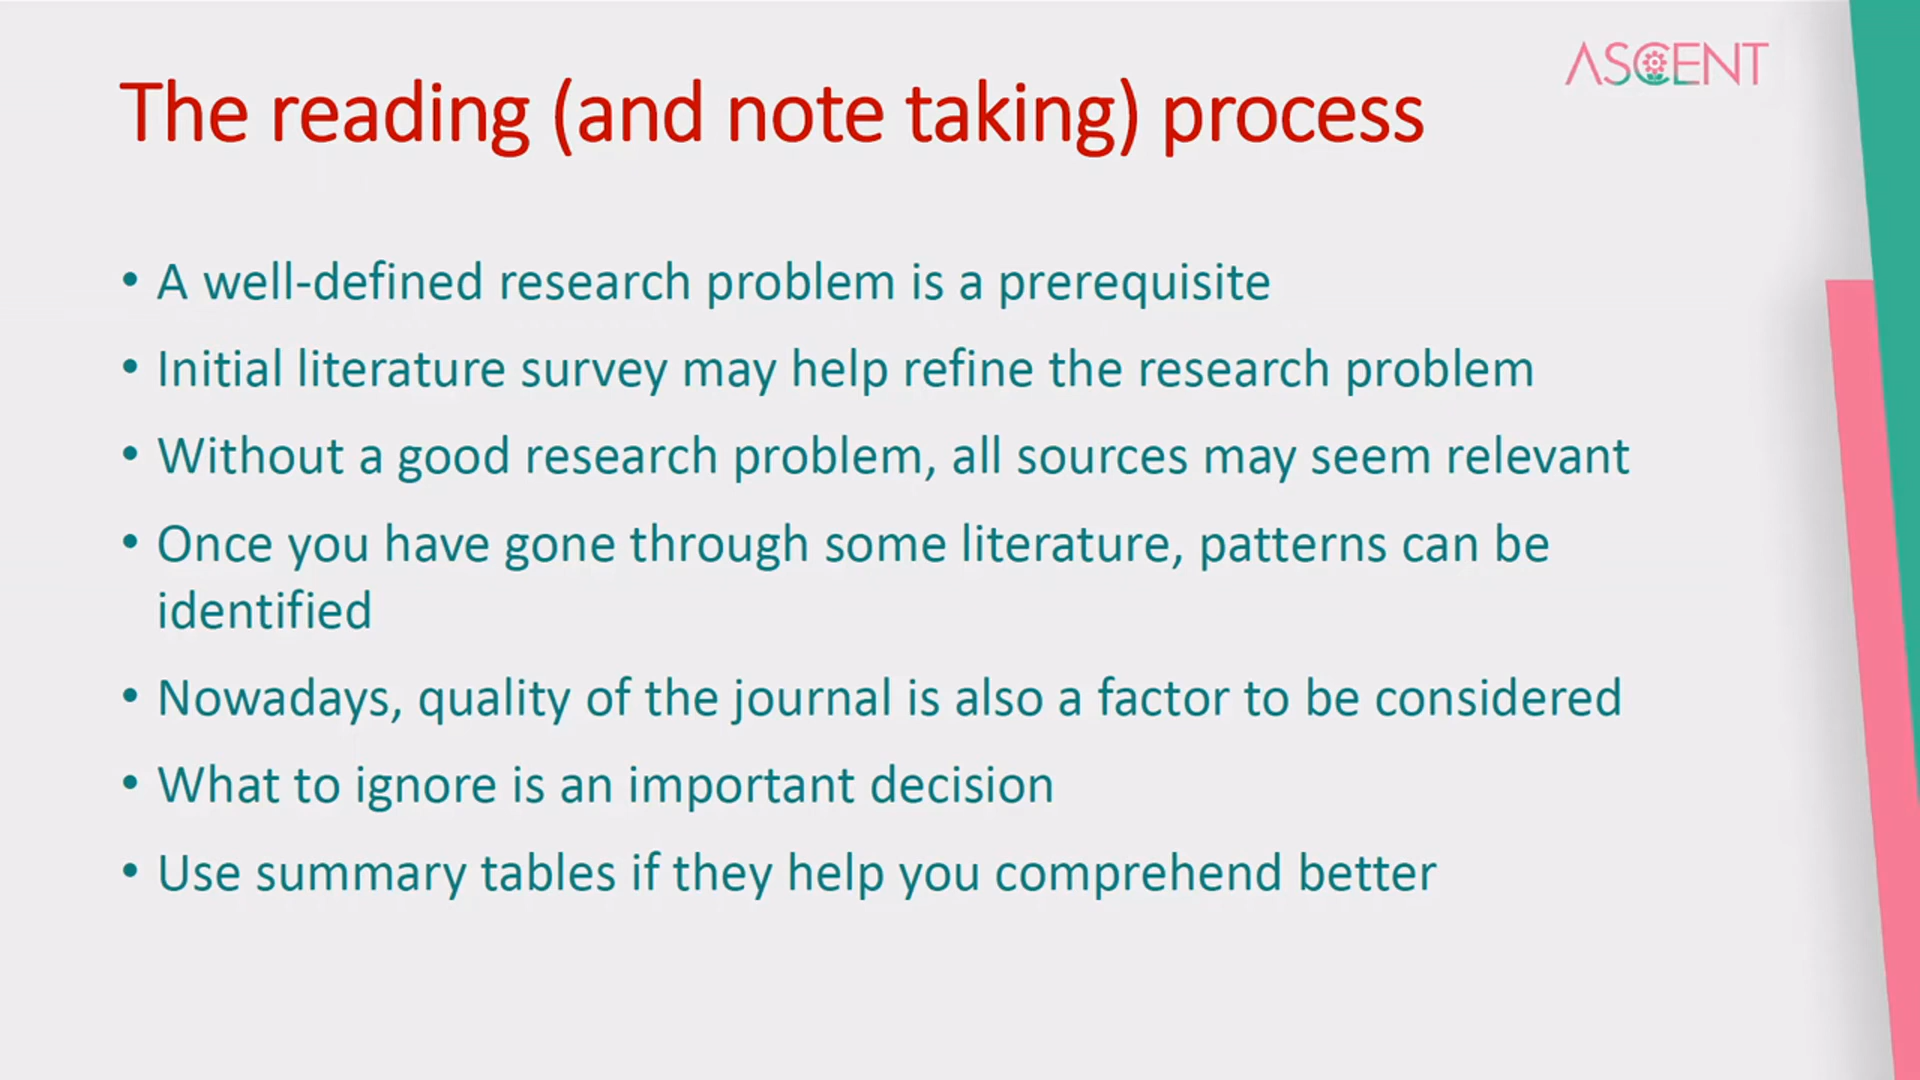 ASCENT
The reading (and note taking) process
• A well-defined research problem is a prerequisite
• Initial literature survey may help refine the research problem
• Without a good research problem, all sources may seem relevant
• Once you have gone through some literature, patterns can be
identified
• Nowadays, quality of the journal is also a factor to be considered
• What to ignore is an important decision
• Use summary tables if they help you comprehend better